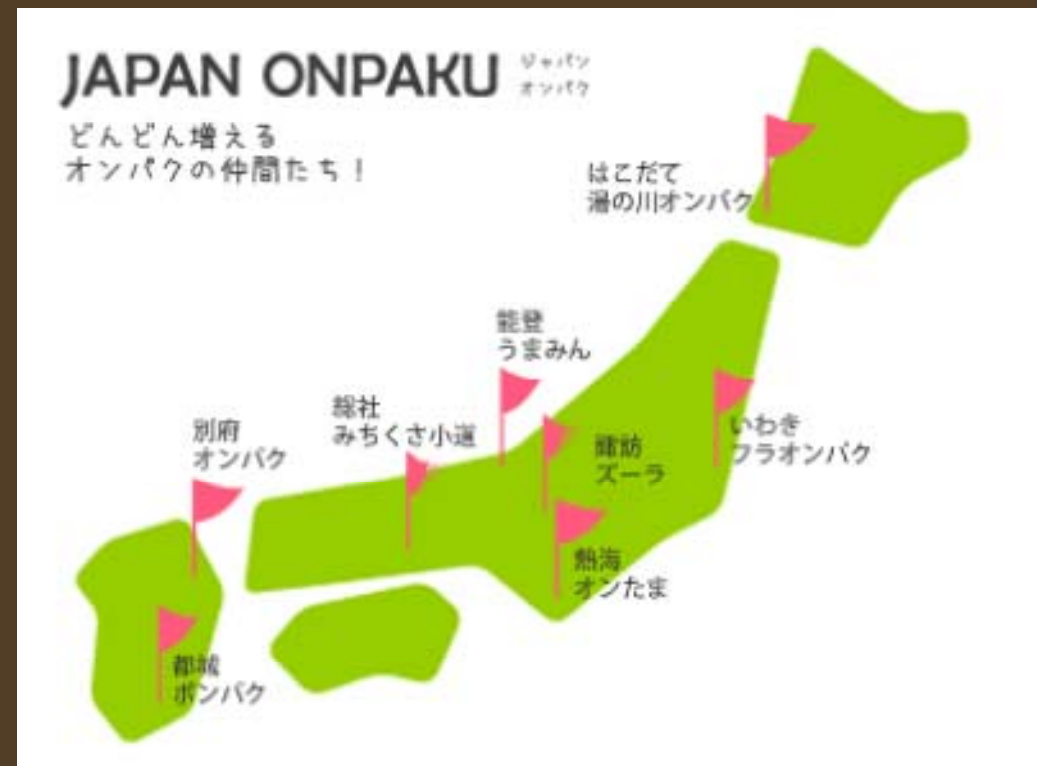 JAPAN ONPAKU
ジャパン
オンパク
どんどん増える
オンパクの仲間たち！
はこだて
湯の川オンパク
能登
うまみん
総社
みちくさ小道
別府
オンパク
諏訪
ズーラ
いわき
フラオンパク
熱海
オンたま
都城
ボンパク